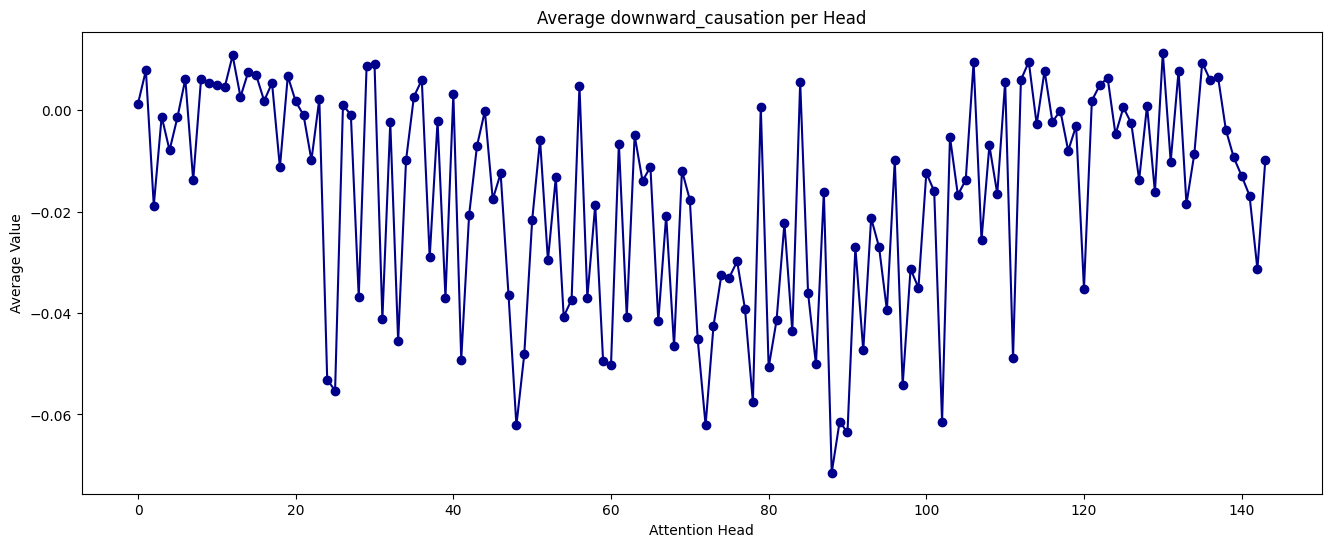 Average downward_causation per Head
Average Value
0.00
−0.02
−0.04
−0.06
0 20 40 60 80 100 120 140
Attention Head